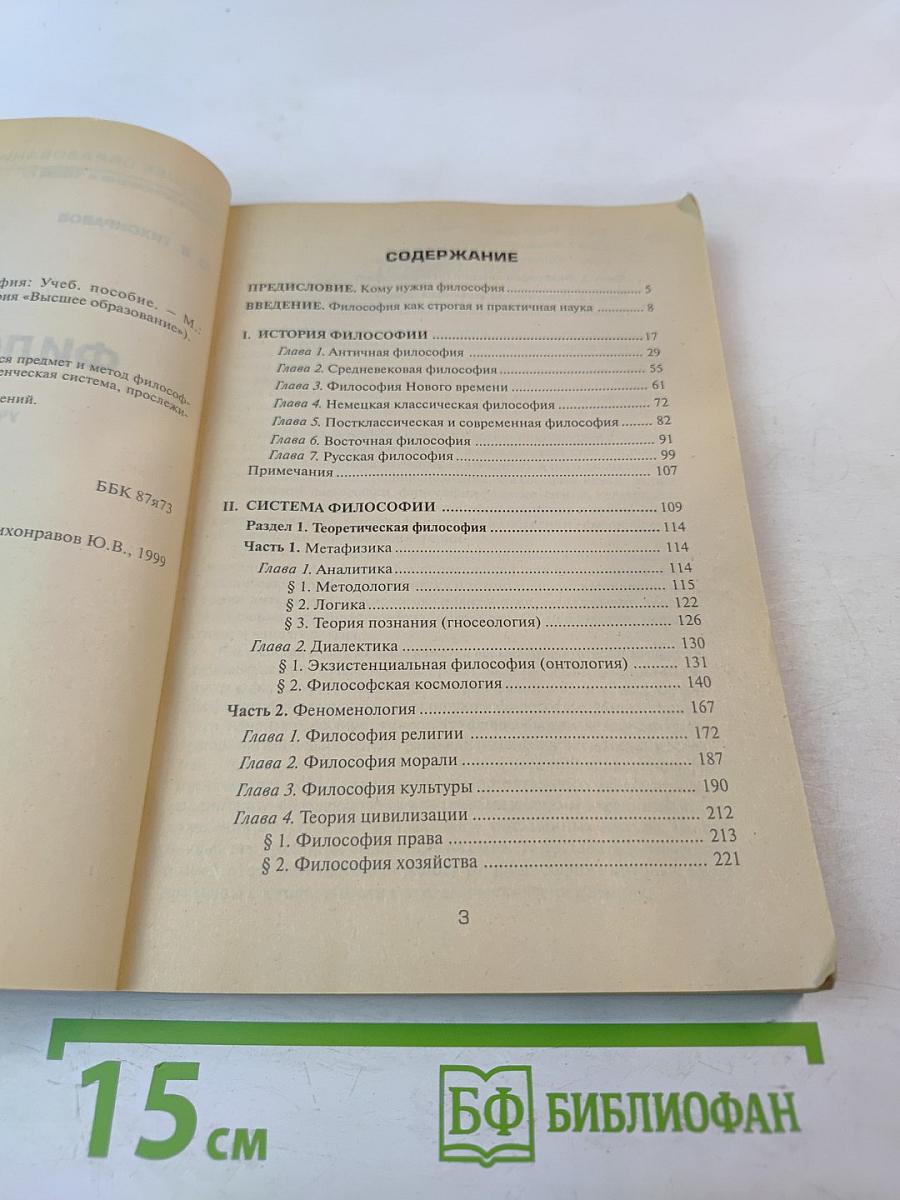 фия: Учеб. пособие. — М.:
рия «Высшее образование»).
ся предмет и метод философ-
ческая система, прослежи-
ений.
ББК 87я73
ихонравов Ю.В., 1999
СОДЕРЖАНИЕ
ПРЕДИСЛОВИЕ. Кому нужна философия ..... 5
ВВЕДЕНИЕ. Философия как строгая и практичная наука ..... 8
I. ИСТОРИЯ ФИЛОСОФИИ ..... 17
Глава 1. Античная философия ..... 29
Глава 2. Средневековая философия ..... 55
Глава 3. Философия Нового времени ..... 61
Глава 4. Немецкая классическая философия ..... 72
Глава 5. Постклассическая и современная философия ..... 82
Глава 6. Восточная философия ..... 91
Глава 7. Русская философия ..... 99
Примечания ..... 107
II. СИСТЕМА ФИЛОСОФИИ ..... 109
Раздел 1. Теоретическая философия ..... 114
Часть 1. Метафизика ..... 114
Глава 1. Аналитика ..... 114
§ 1. Методология ..... 115
§ 2. Логика ..... 122
§ 3. Теория познания (гносеология) ..... 126
Глава 2. Диалектика ..... 130
§ 1. Экзистенциальная философия (онтология) ..... 131
§ 2. Философская космология ..... 140
Часть 2. Феноменология ..... 167
Глава 1. Философия религии ..... 172
Глава 2. Философия морали ..... 187
Глава 3. Философия культуры ..... 190
Глава 4. Теория цивилизации ..... 212
§ 1. Философия права ..... 213
§ 2. Философия хозяйства ..... 221
3
15 см
БФ БИБЛИОФАН